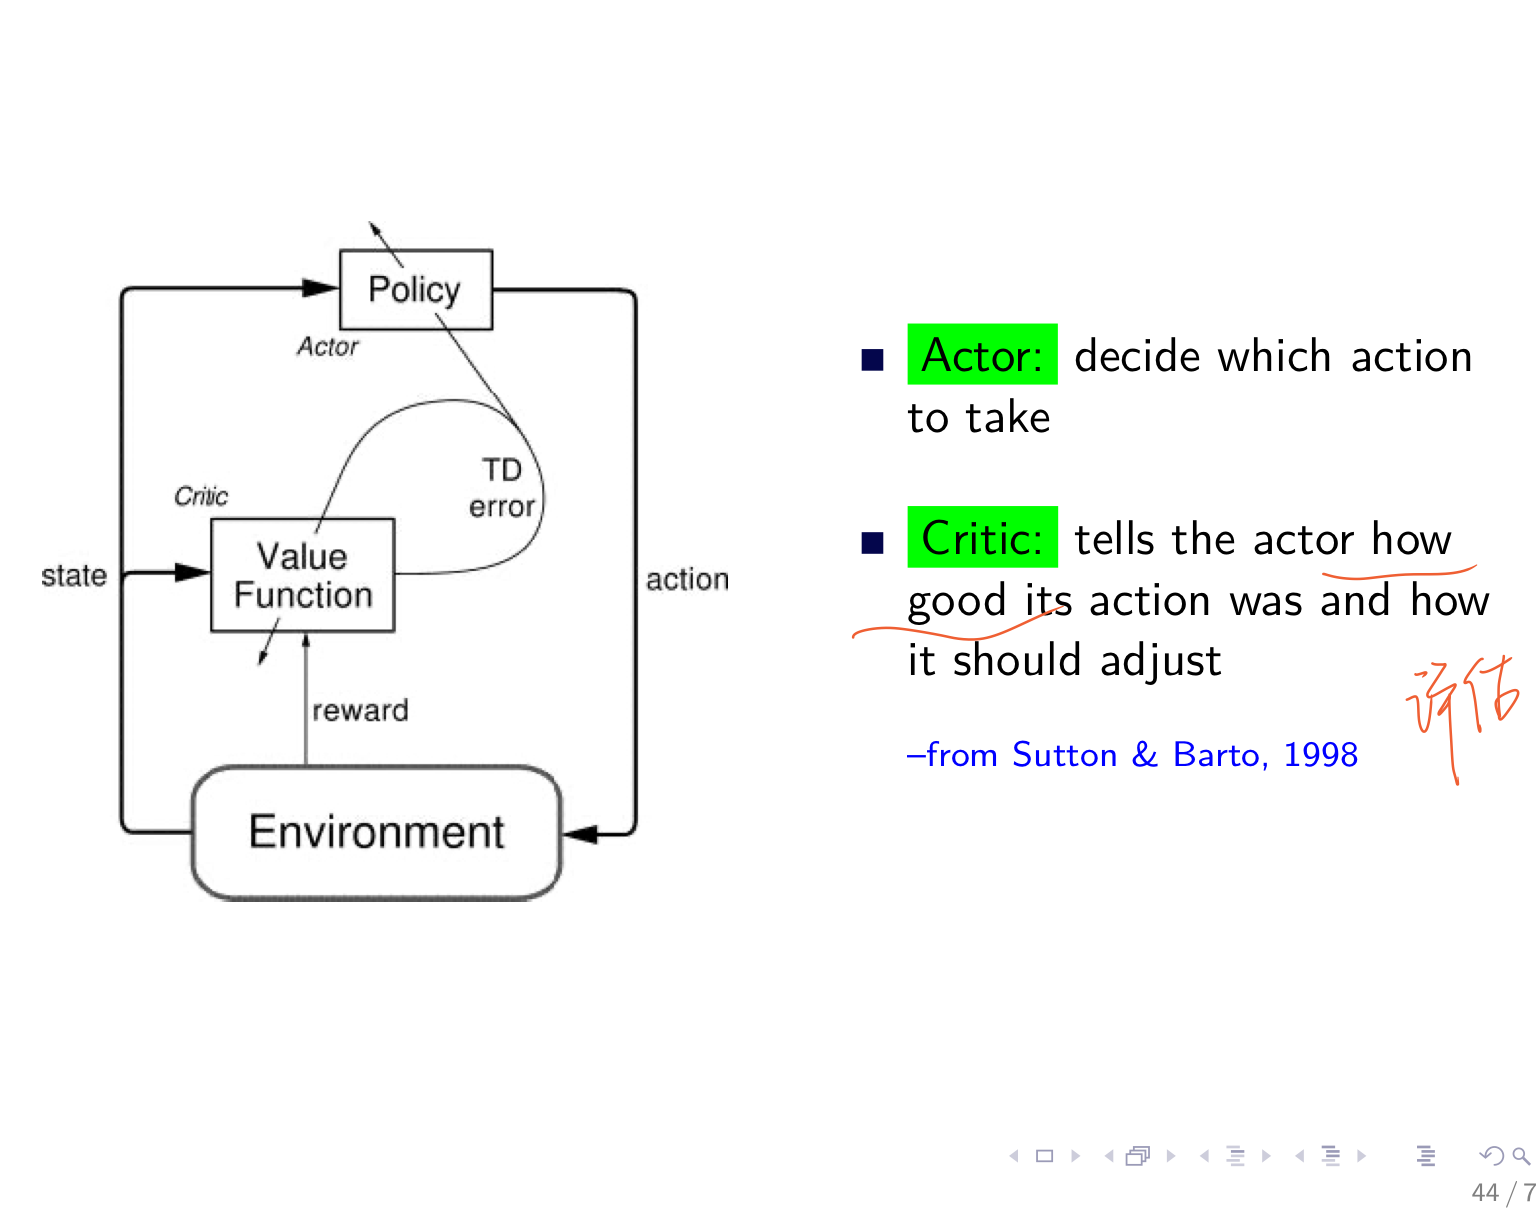 Policy
Actor
TD
error
Critic
Value
Function
state
action
reward
Environment
Actor: decide which action
to take
Critic: tells the actor how
good its action was and how
it should adjust
评估
–from Sutton & Barto, 1998
44 / 7